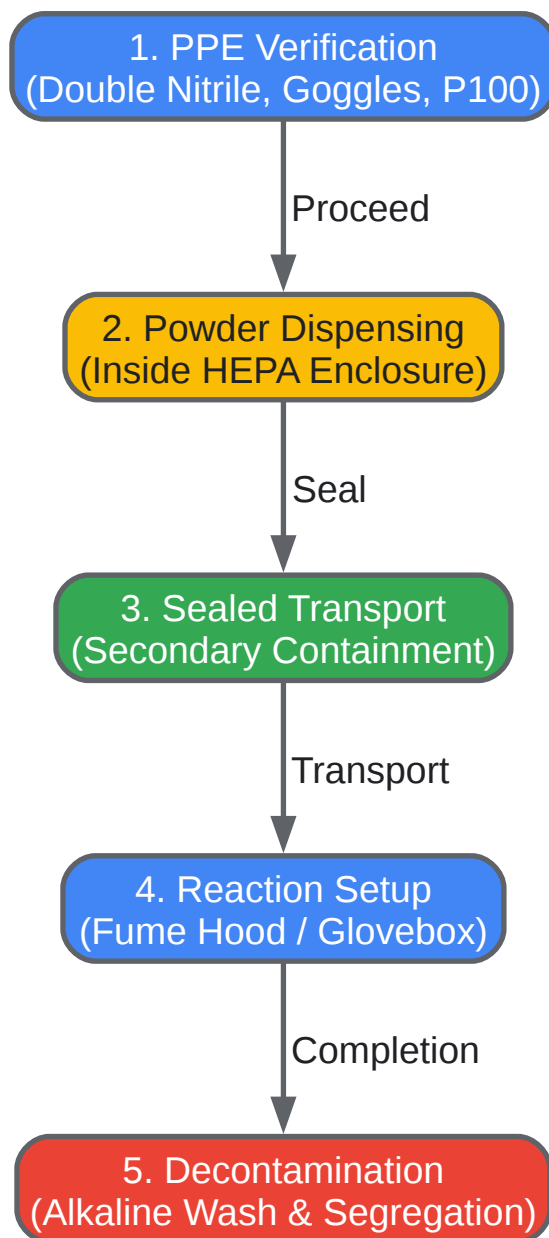 1. PPE Verification
(Double Nitrile, Goggles, P100)
Proceed
2. Powder Dispensing
(Inside HEPA Enclosure)
Seal
3. Sealed Transport
(Secondary Containment)
Transport
4. Reaction Setup
(Fume Hood / Glovebox)
Completion
5. Decontamination
(Alkaline Wash & Segregation)